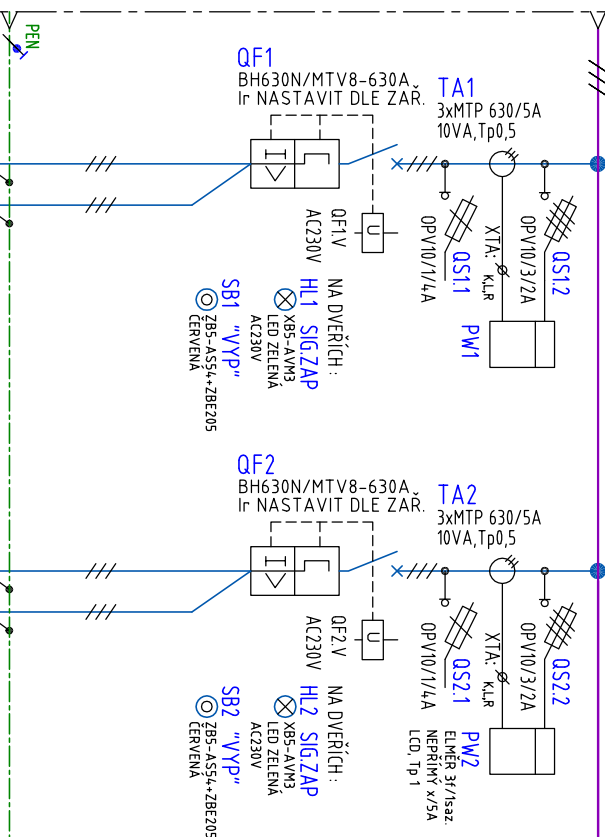 PEN
QF1
BH630N/MTV8-630A
Ir NASTAVIT DLE ZAŘ.
TA1
3xMTP 630/5A
10VA,Tp0,5
QF1.V
AC230V
U
I>
QS1.1
OPV10/1/4A
XTA: K,L,R
QS1.2
OPV10/3/2A
PW1
NA DVEŘÍCH :
HL1 SIG.ZAP
XB5-AVM3
LED ZELENÁ
AC230V
SB1 "VYP"
ZB5-AS54+ZBE205
ČERVENÁ
QF2
BH630N/MTV8-630A
Ir NASTAVIT DLE ZAŘ.
TA2
3xMTP 630/5A
10VA,Tp0,5
QF2.V
AC230V
U
I>
QS2.1
OPV10/1/4A
XTA: K,L,R
QS2.2
OPV10/3/2A
PW2
ELMĚR 3f/1saz.
NEPŘÍMÝ x/5A
LCD, Tp 1
NA DVEŘÍCH :
HL2 SIG.ZAP
XB5-AVM3
LED ZELENÁ
AC230V
SB2 "VYP"
ZB5-AS54+ZBE205
ČERVENÁ